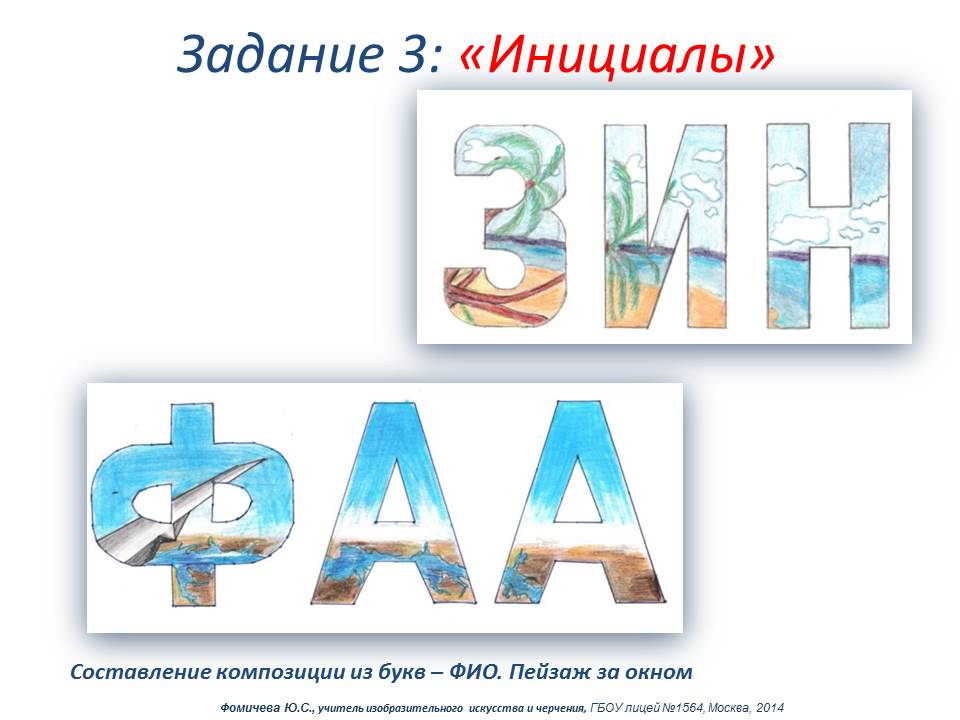 Задание 3: «Инициалы»
ЗИН
ФАА
Составление композиции из букв – ФИО. Пейзаж за окном
Фомичева Ю.С., учитель изобразительного искусства и черчения, ГБОУ лицей №1564, Москва, 2014